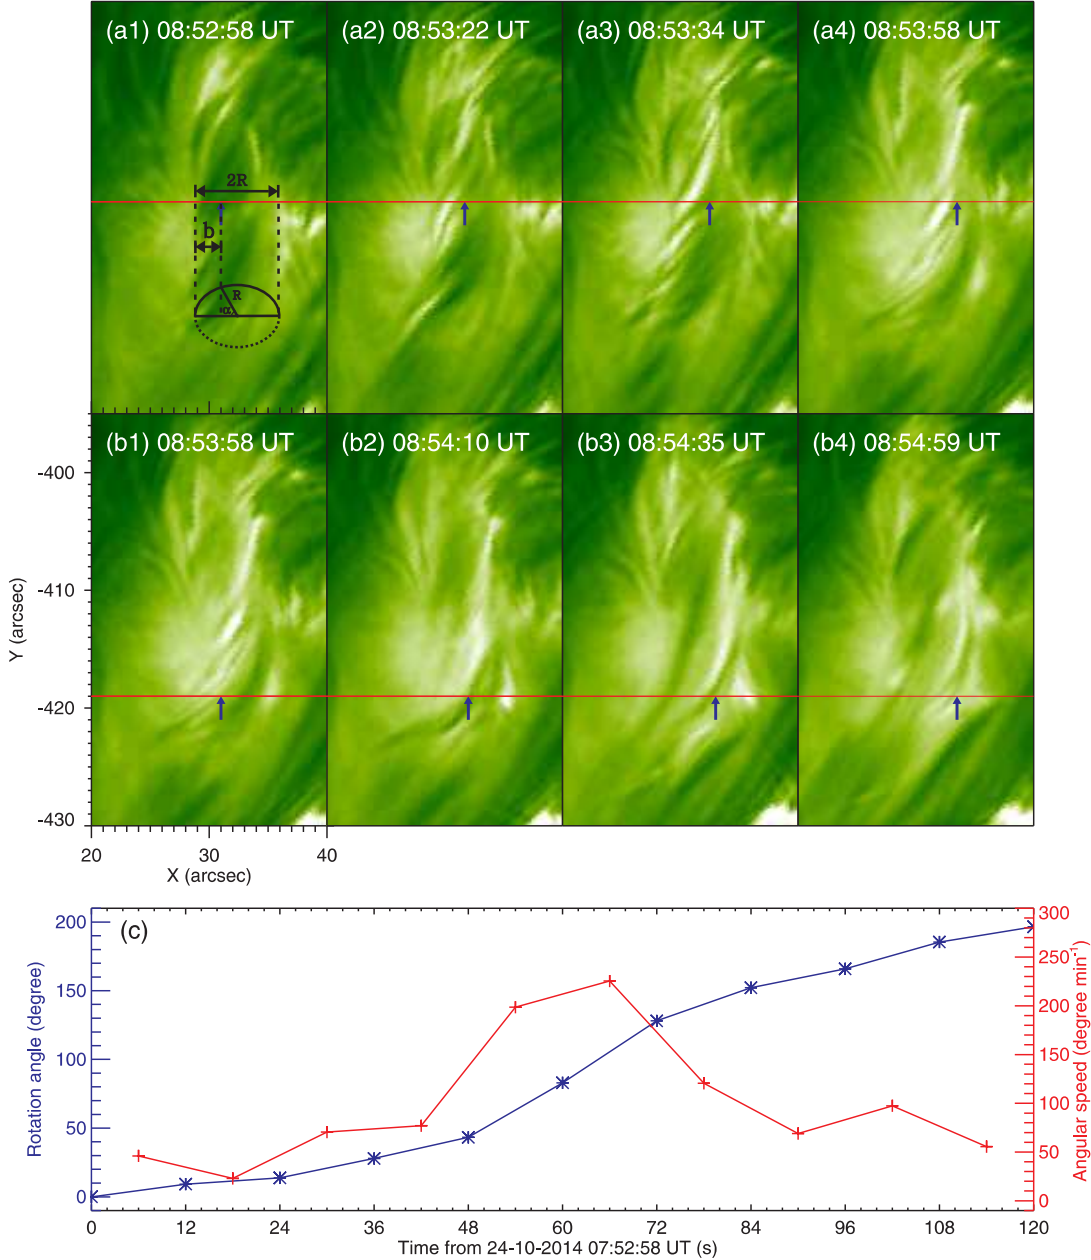 (a1) 08:52:58 UT (a2) 08:53:22 UT (a3) 08:53:34 UT (a4) 08:53:58 UT
2R
b
R
α
(b1) 08:53:58 UT (b2) 08:54:10 UT (b3) 08:54:35 UT (b4) 08:54:59 UT
-400
-410
-420
-430
Y (arcsec)
20 30 40
X (arcsec)
(c)
200
150
100
50
0
Rotation angle (degree)
300
250
200
150
100
50
0
Angular speed (degree min⁻¹)
0 12 24 36 48 60 72 84 96 108 120
Time from 24-10-2014 07:52:58 UT (s)